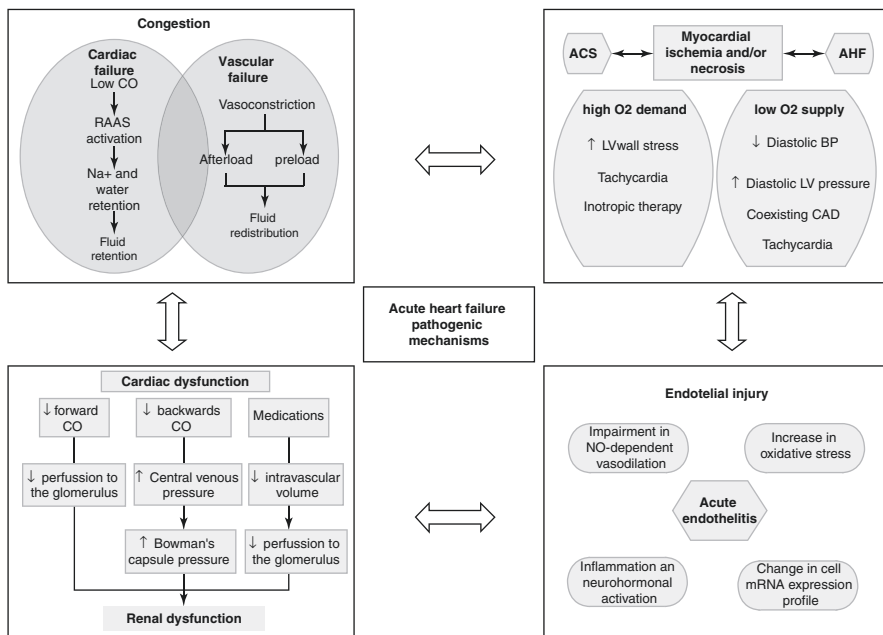 Congestion
Cardiac
failure
Low CO
RAAS
activation
Na+ and
water
retention
Fluid
retention
Vascular
failure
Vasoconstriction
Afterload
preload
Fluid
redistribution
ACS
Myocardial
ischemia and/or
necrosis
AHF
high O2 demand
↑ LVwall stress
Tachycardia
Inotropic therapy
low O2 supply
↓ Diastolic BP
↑ Diastolic LV pressure
Coexisting CAD
Tachycardia
Acute heart failure
pathogenic
mechanisms
Cardiac dysfunction
↓ forward
CO
↓ backwards
CO
Medications
↓ perfussion to
the glomerulus
↑ Central venous
pressure
↓ intravascular
volume
↑ Bowman's
capsule pressure
↓ perfussion to
the glomerulus
Renal dysfunction
Endotelial injury
Impairment in
NO-dependent
vasodilation
Increase in
oxidative stress
Acute
endothelitis
Inflammation an
neurohormonal
activation
Change in cell
mRNA expression
profile